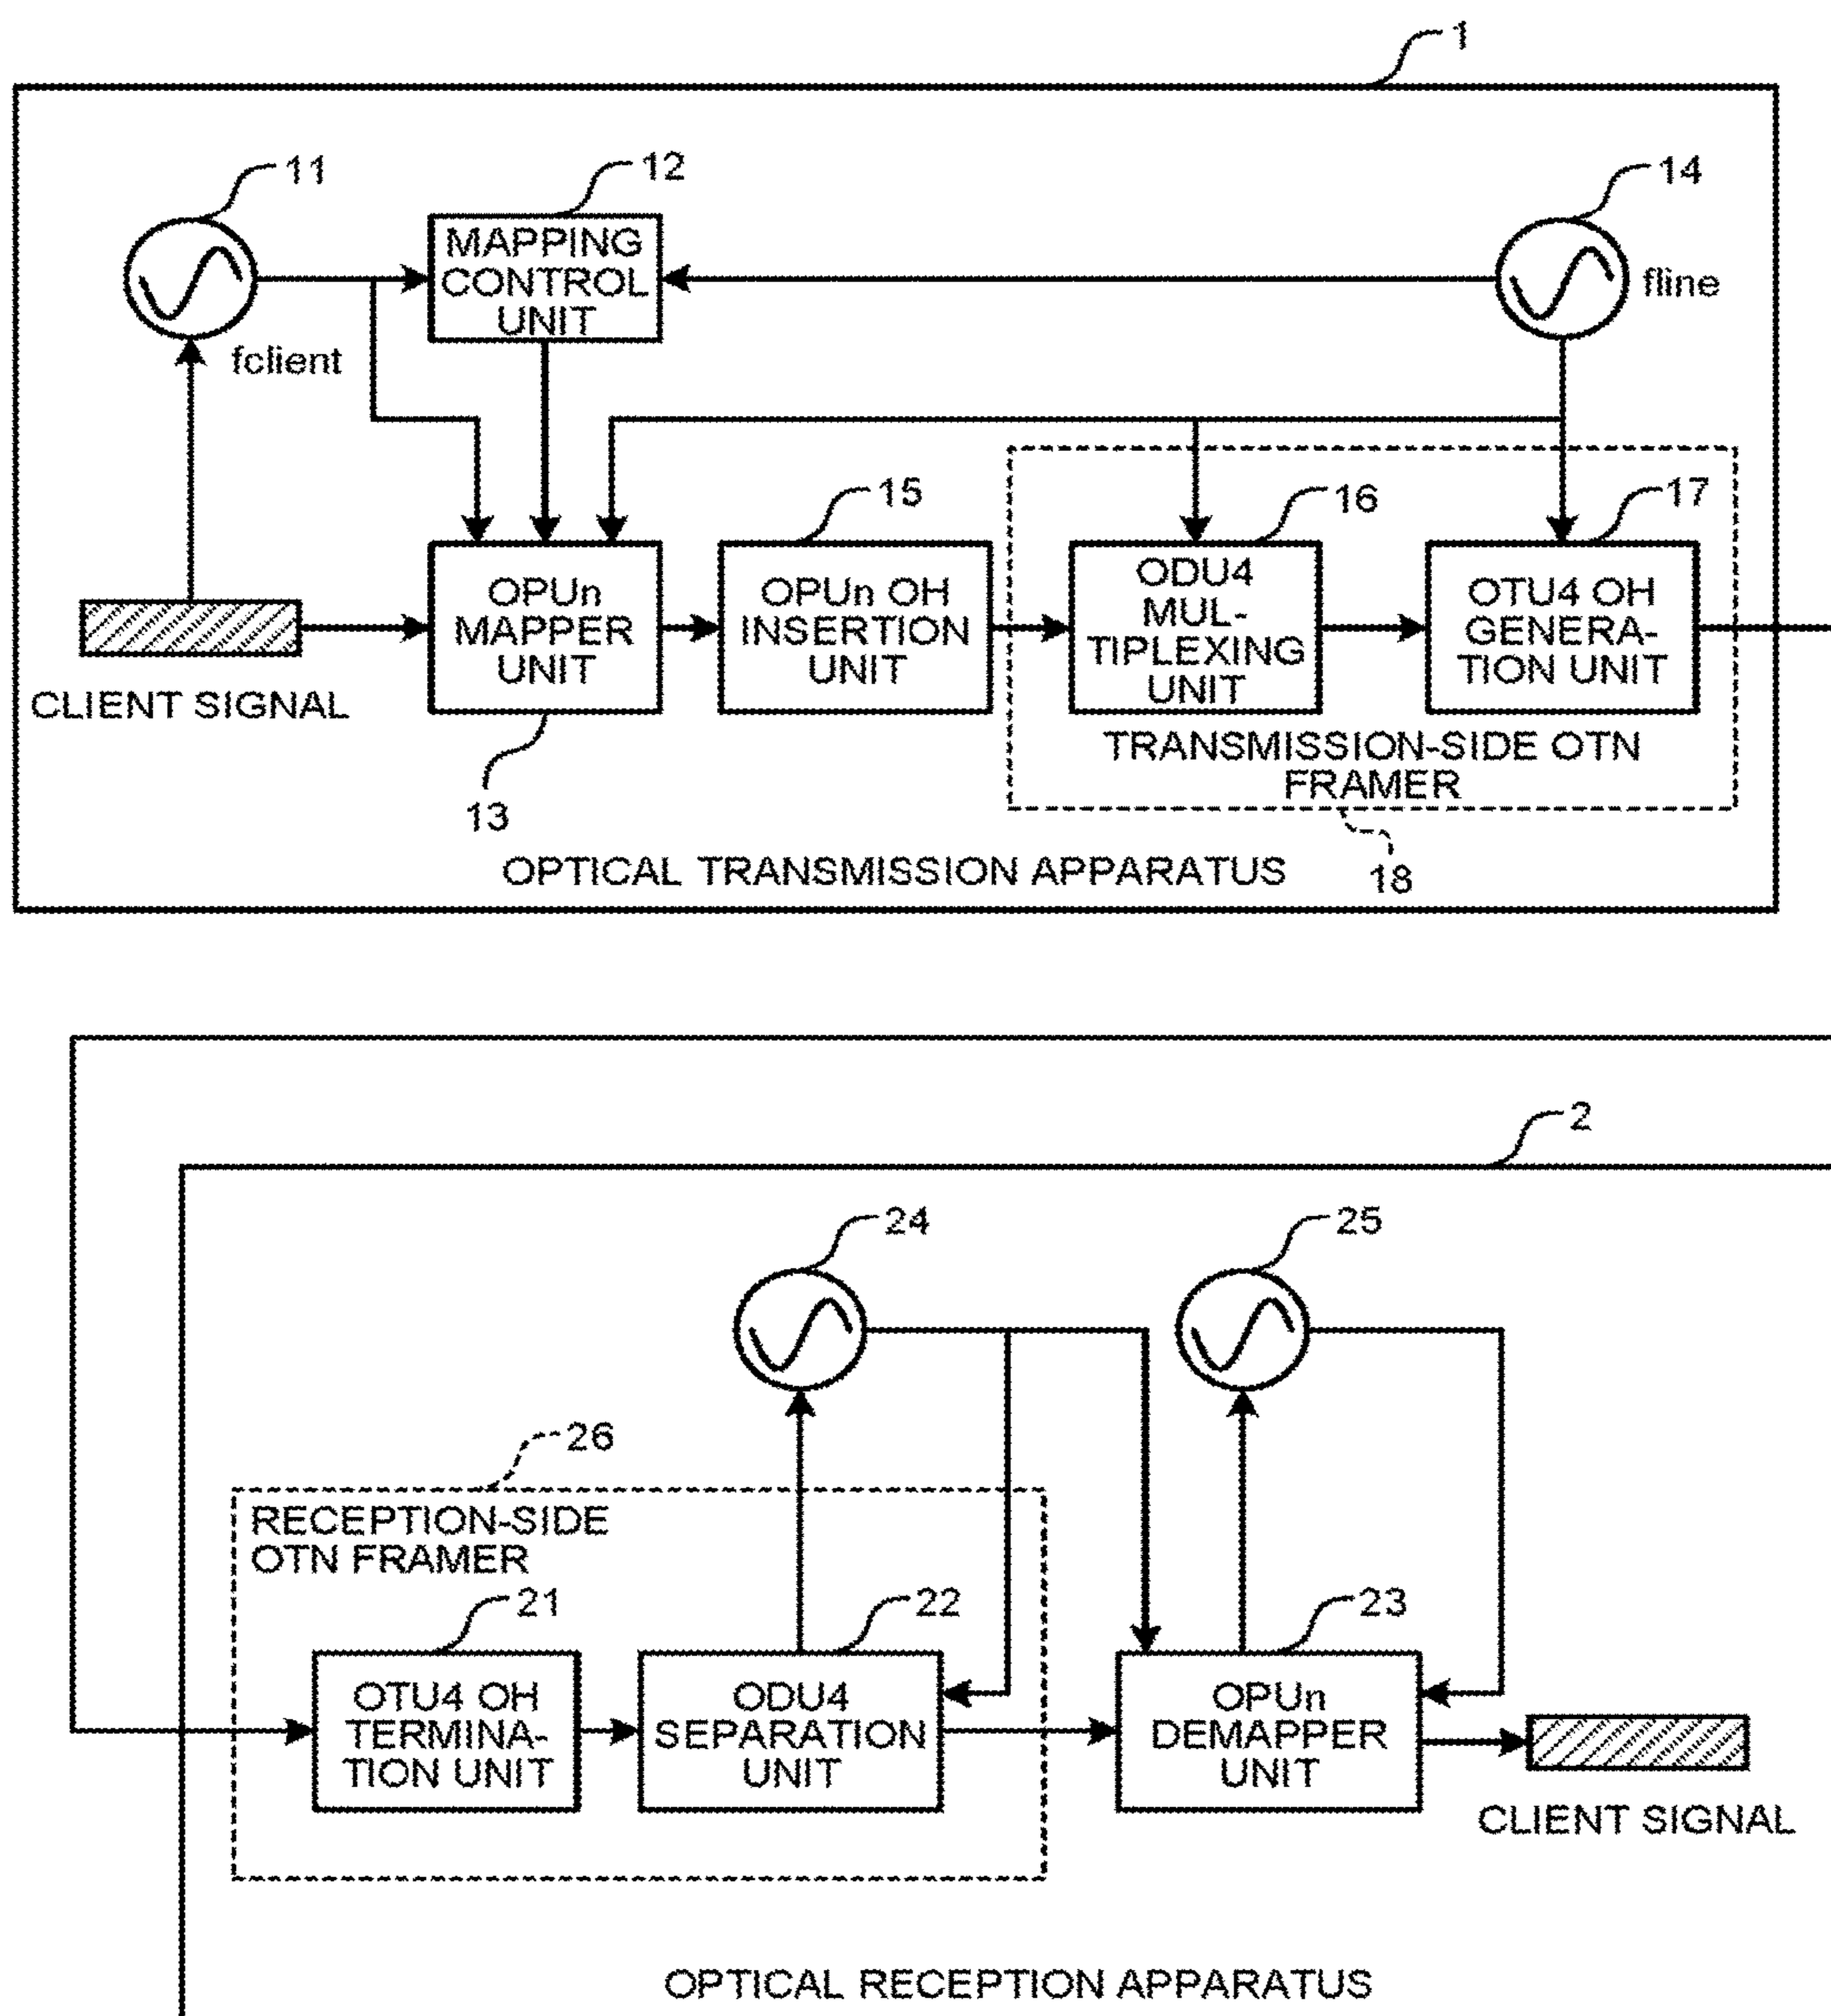 1
11
12
14
MAPPING
CONTROL
UNIT
fline
fclient
15
16
17
OPUn
MAPPER
UNIT
OPUn OH
INSERTION
UNIT
ODU4
MUL-
TIPLEXING
UNIT
OTU4 OH
GENERA-
TION UNIT
CLIENT SIGNAL
TRANSMISSION-SIDE OTN
FRAMER
13
OPTICAL TRANSMISSION APPARATUS
18
2
24
25
26
RECEPTION-SIDE
OTN FRAMER
21
22
23
OTU4 OH
TERMINA-
TION UNIT
ODU4
SEPARATION
UNIT
OPUn
DEMAPPER
UNIT
CLIENT SIGNAL
OPTICAL RECEPTION APPARATUS